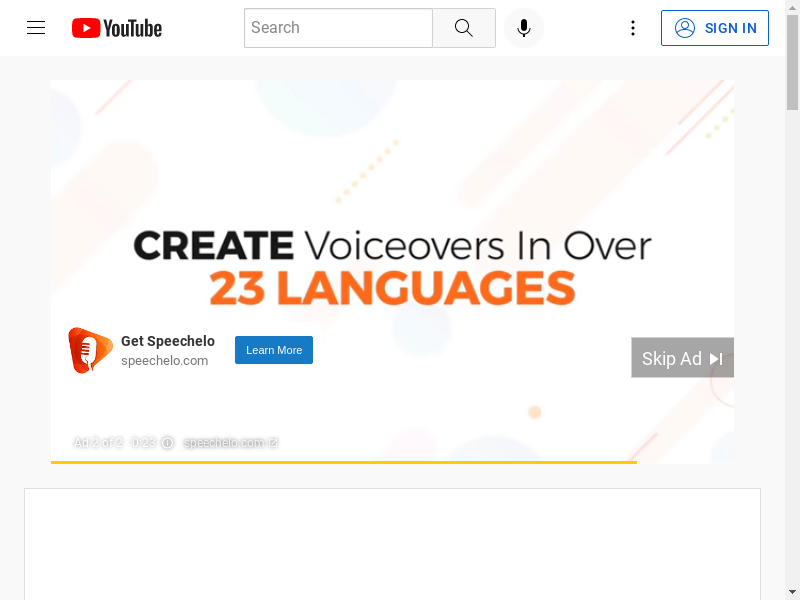 YouTube
Search
SIGN IN
CREATE Voiceovers In Over
23 LANGUAGES
Get Speechelo
speechelo.com
Learn More
Skip Ad
Ad 2 of 2 · 0:23
speechelo.com